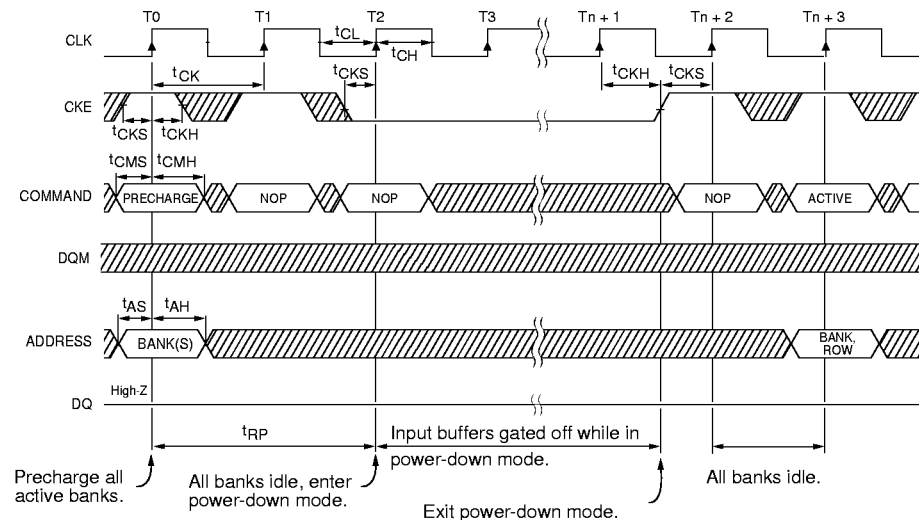 T0 T1 T2 T3 Tn + 1 Tn + 2 Tn + 3
CLK
tCL
tCH
tCK
tCKS
tCKH
tCKS
CKE
tCKS tCKH
tCMS tCMH
COMMAND
PRECHARGE
NOP
NOP
NOP
ACTIVE
DQM
tAS tAH
ADDRESS
BANK(S)
BANK,
ROW
High-Z
DQ
tRP
Input buffers gated off while in
power-down mode.
Precharge all
active banks.
All banks idle, enter
power-down mode.
All banks idle.
Exit power-down mode.